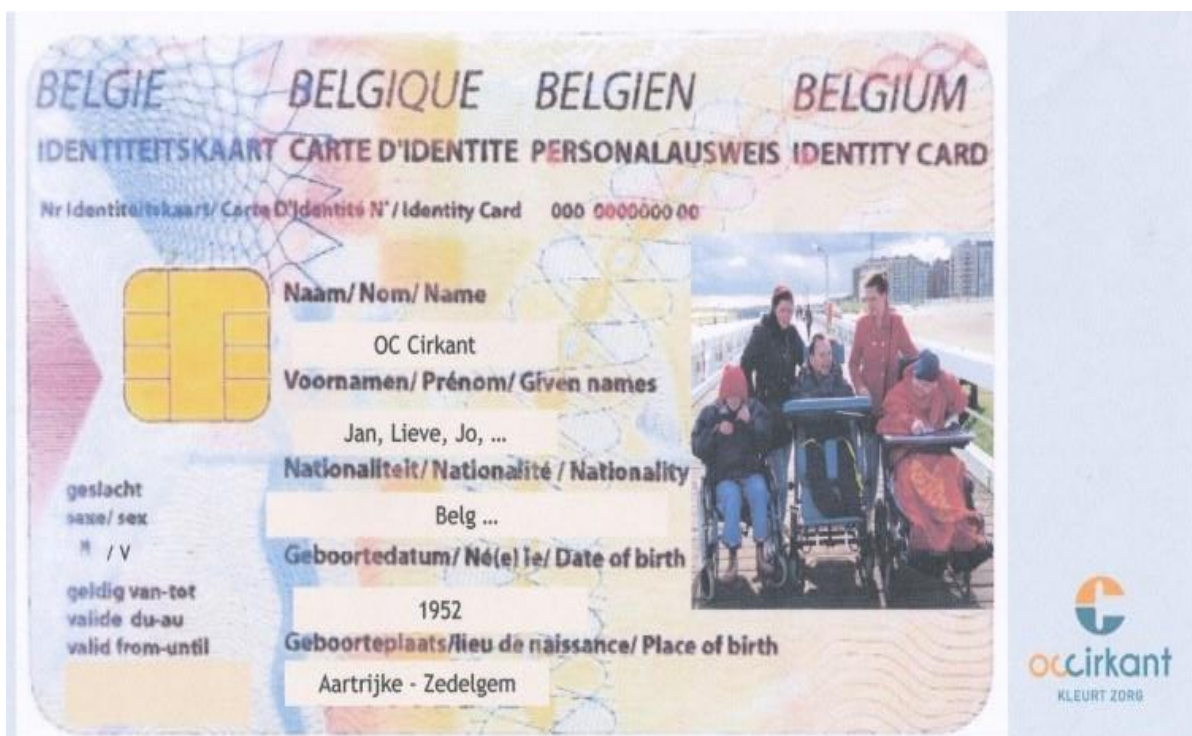 BELGIE BELGIQUE BELGIEN BELGIUM
IDENTITEITSKAART CARTE D'IDENTITE PERSONALAUSWEIS IDENTITY CARD
Nr Identiteitskaart/ Carte D'Identité N°/ Identity Card 000 0000000 00
Naam/ Nom/ Name
OC Cirkant
Voornamen/ Prénom/ Given names
Jan, Lieve, Jo, ...
Nationaliteit/ Nationalité / Nationality
Belg ...
geslacht
saxe/ sex
M / V
Geboortedatum/ Né(e) le/ Date of birth
1952
geldig van-tot
valide du-au
valid from-until
Geboorteplaats/lieu de naissance/ Place of birth
Aartrijke - Zedelgem
occirkant
KLEURT ZORG